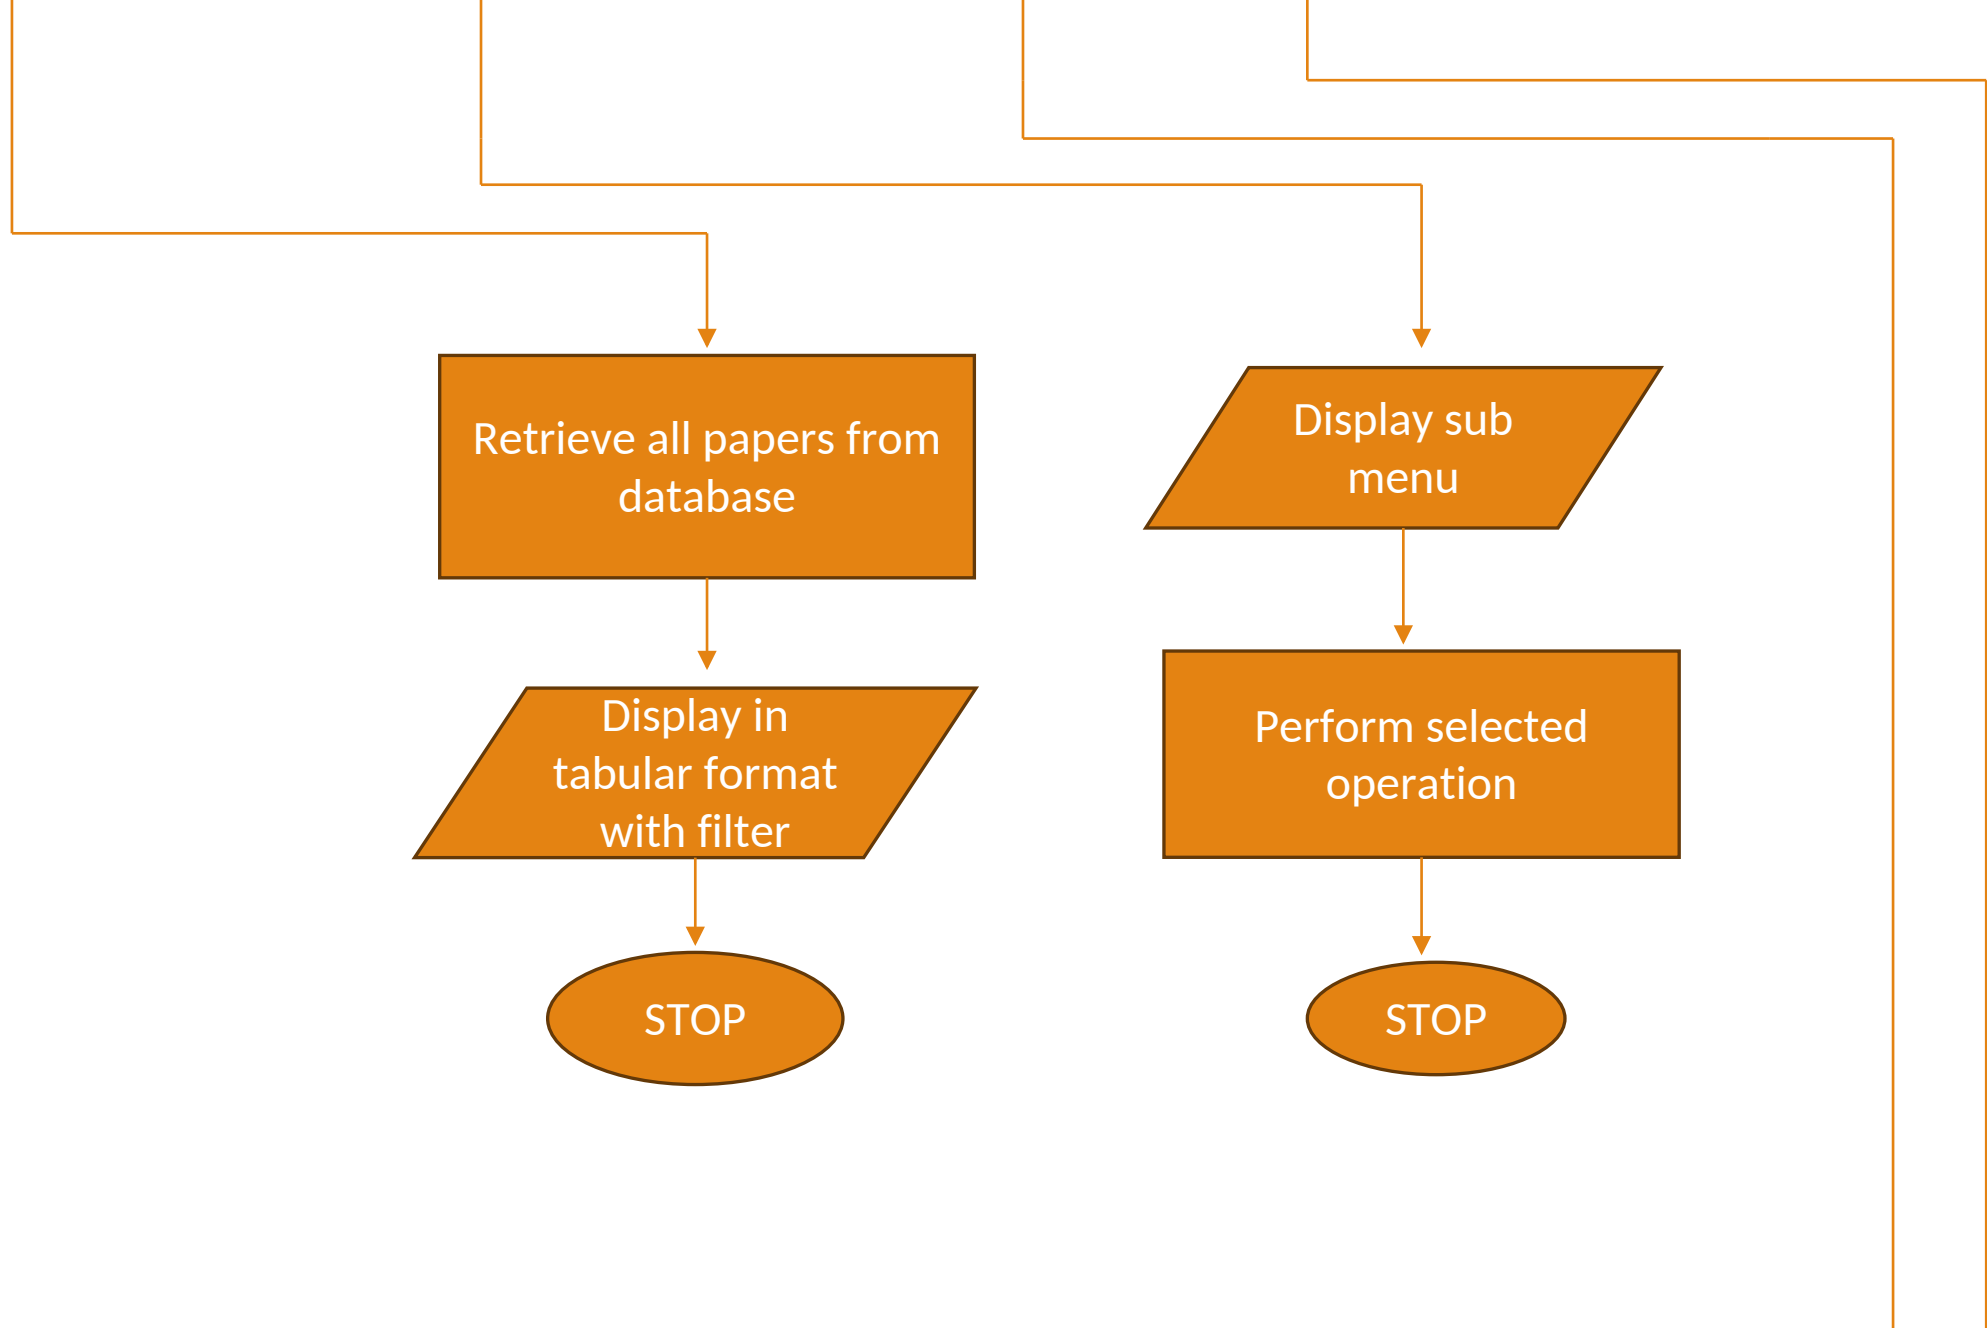 Retrieve all papers from
database
Display in
tabular format
with filter
STOP
Display sub
menu
Perform selected
operation
STOP